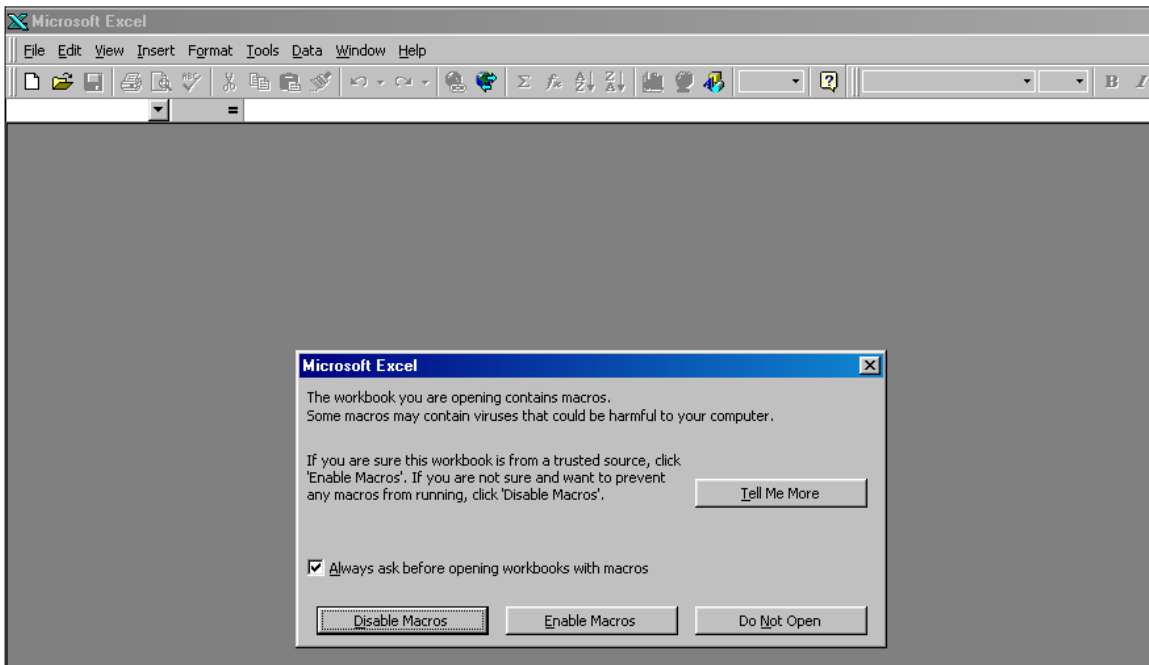 Microsoft Excel
File Edit View Insert Format Tools Data Window Help
ABC Σ fx A Z Z A ? B I
=
Microsoft Excel
The workbook you are opening contains macros.
Some macros may contain viruses that could be harmful to your computer.
If you are sure this workbook is from a trusted source, click
'Enable Macros'. If you are not sure and want to prevent
any macros from running, click 'Disable Macros'.
Tell Me More
Always ask before opening workbooks with macros
Disable Macros Enable Macros Do Not Open